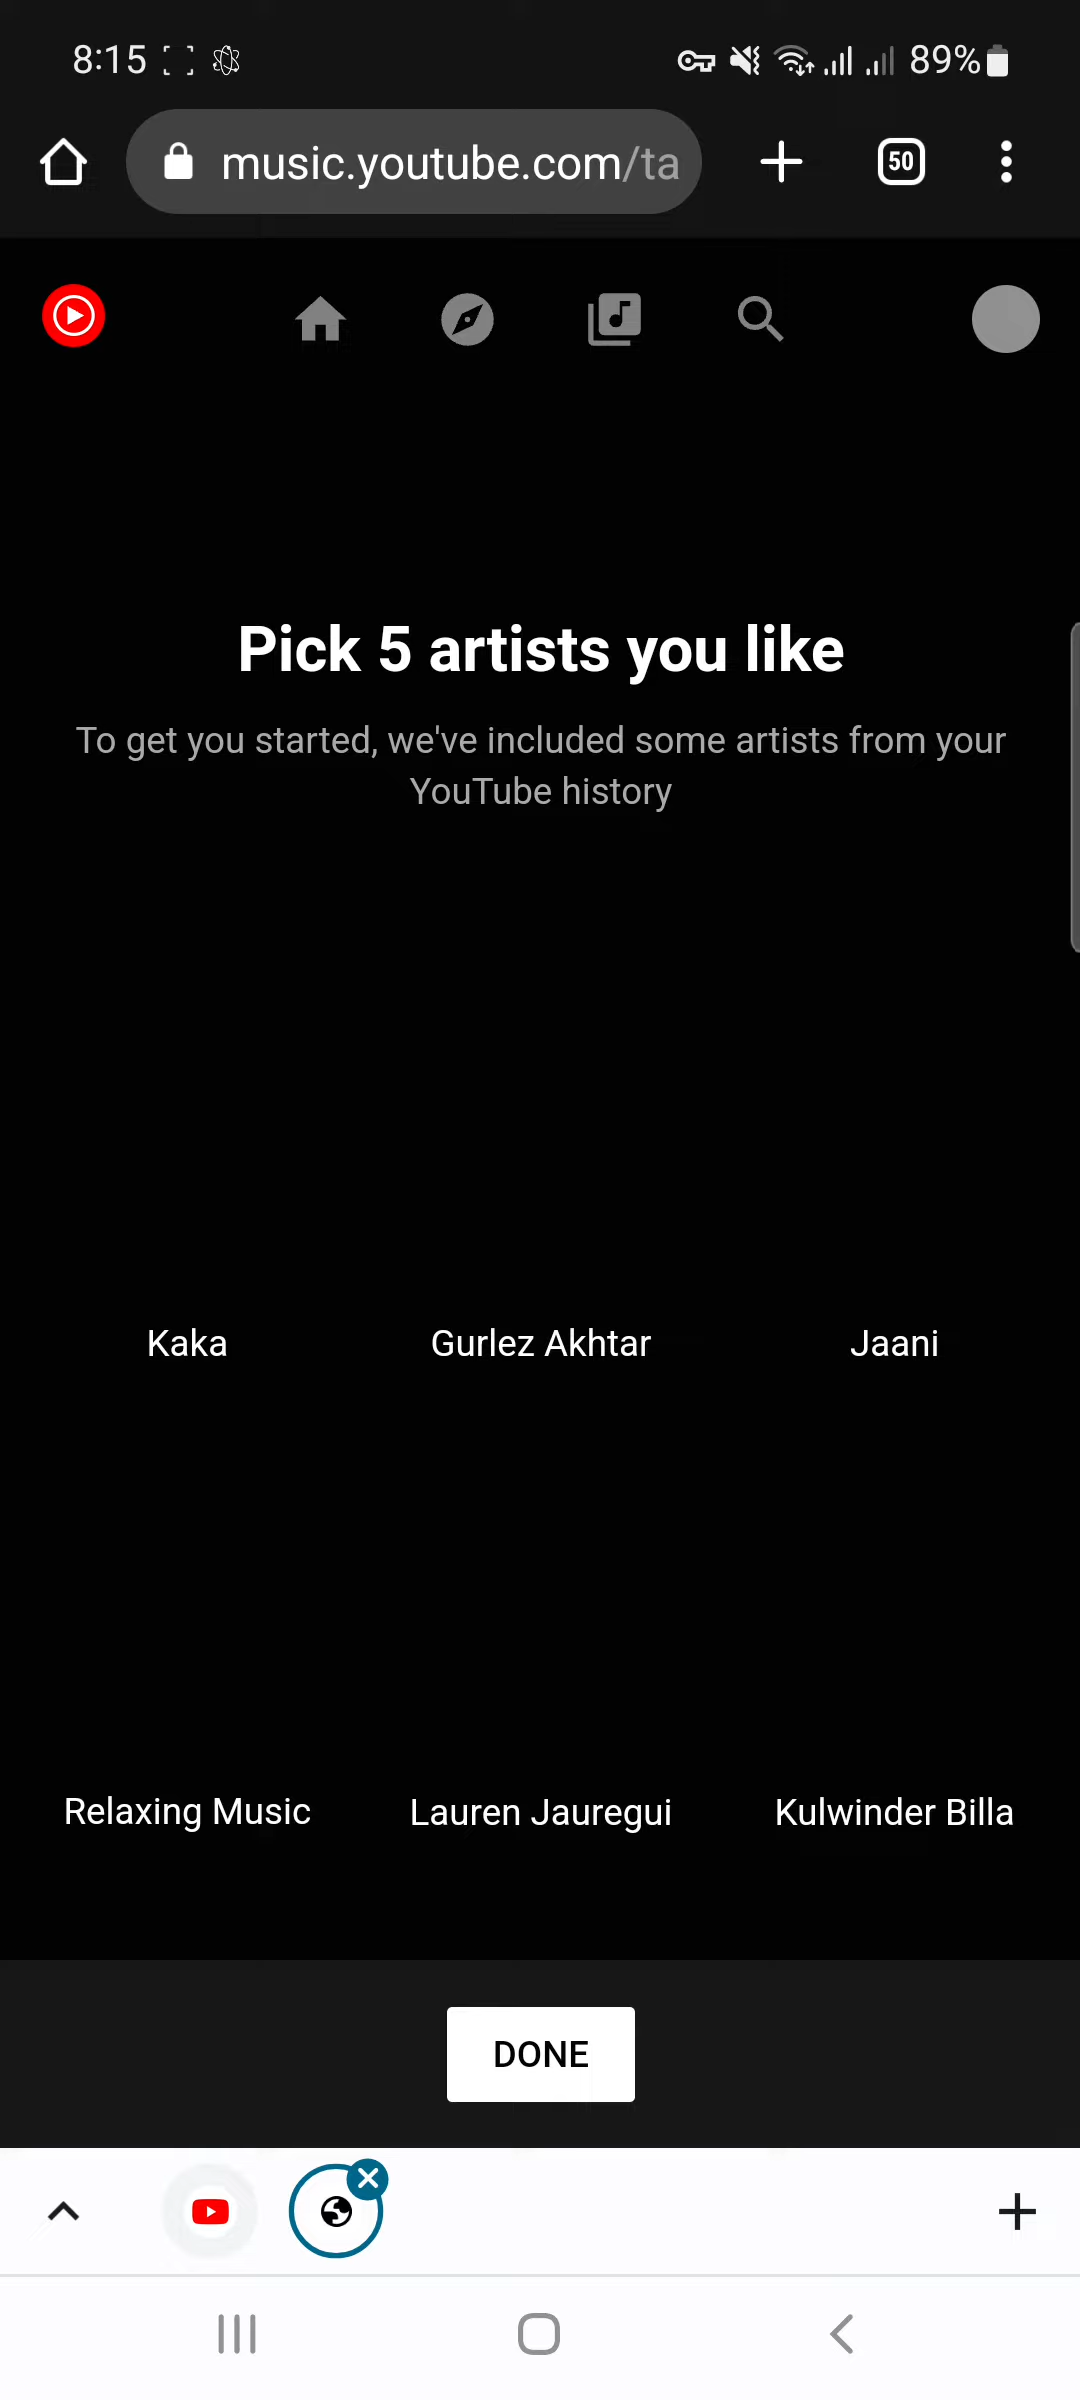 8:15
89%
music.youtube.com/ta
50
Pick 5 artists you like
To get you started, we've included some artists from your
YouTube history
Kaka
Gurlez Akhtar
Jaani
Relaxing Music
Lauren Jauregui
Kulwinder Billa
DONE